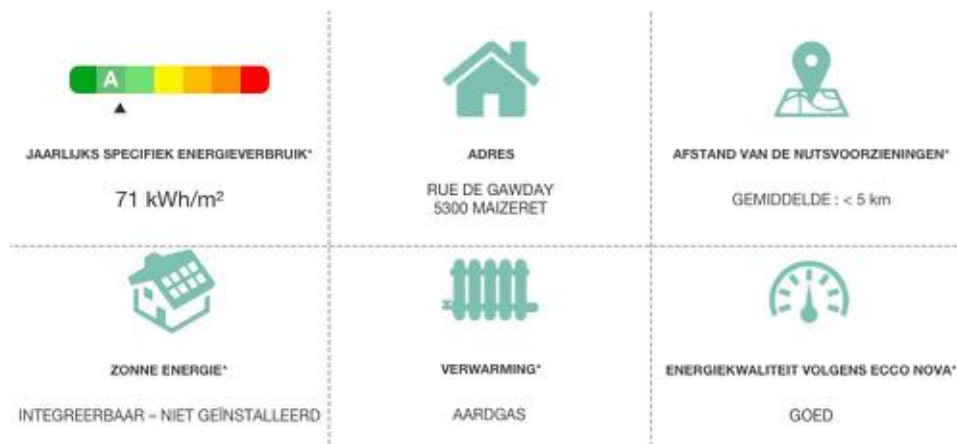 A
JAARLIJKS SPECIFIEK ENERGIEVERBRUIK*
71 kWh/m²
ADRES
RUE DE GAWDAY
5300 MAIZERET
AFSTAND VAN DE NUTSVOORZIENINGEN*
GEMIDDELDE : < 5 km
ZONNE ENERGIE*
INTEGREERBAAR – NIET GEÏNSTALLEERD
VERWARMING*
AARDGAS
ENERGIEKWALITEIT VOLGENS ECCO NOVA*
GOED